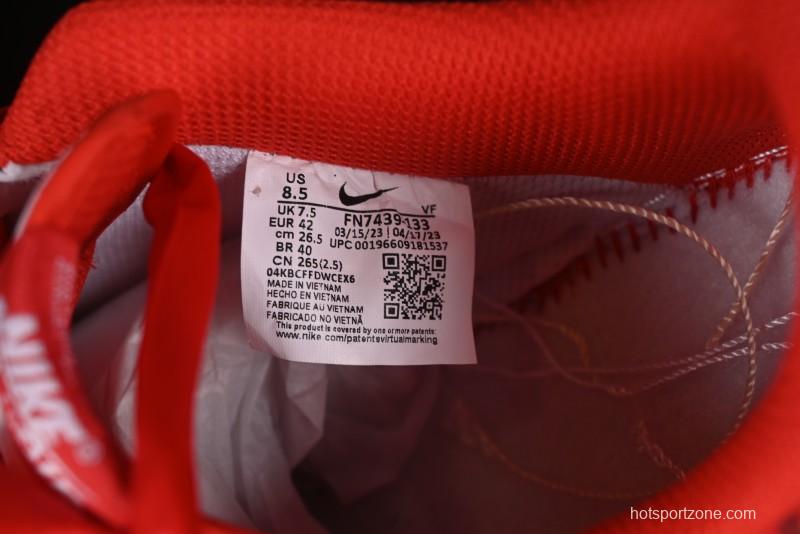 US
8.5
UK 7.5
EUR 42
cm 26.5
BR 40
CN 265(2.5)
VF
FN7439-133
03/15/23 | 04/17/23
UPC 00196609181537
04KBCFFDWCEX6
MADE IN VIETNAM
HECHO EN VIETNAM
FABRIQUE AU VIETNAM
FABRICADO NO VIETNÃ
This product is covered by one or more patents:
www.nike.com/patentsvirtualmarking
NIKE
hotsportzone.com